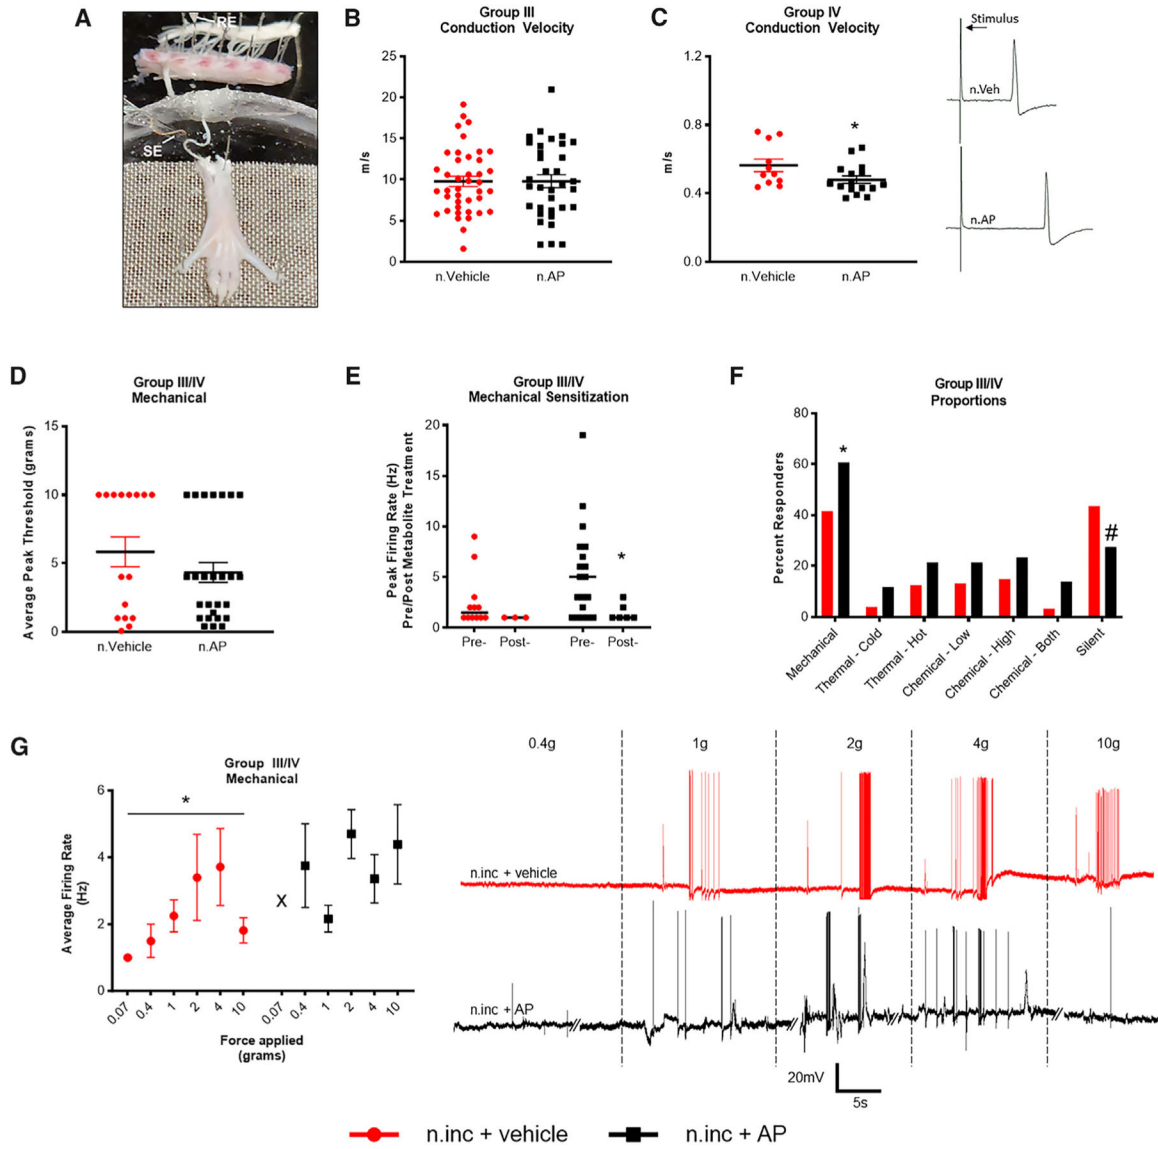 A
RE
SE
B
Group III
Conduction Velocity
m/s
25
20
15
10
5
0
n.Vehicle
n.AP
C
Group IV
Conduction Velocity
m/s
1.2
0.8
0.4
0.0
*
n.Vehicle
n.AP
Stimulus
n.Veh
n.AP
D
Group III/IV
Mechanical
Average Peak Threshold (grams)
15
10
5
0
n.Vehicle
n.AP
E
Group III/IV
Mechanical Sensitization
Peak Firing Rate (Hz)
Pre/Post Metabolite Treatment
20
15
10
5
0
*
Pre-
Post-
Pre-
Post-
F
Group III/IV
Proportions
Percent Responders
80
60
40
20
0
*
#
Mechanical
Thermal - Cold
Thermal - Hot
Chemical - Low
Chemical - High
Chemical - Both
Silent
G
Group III/IV
Mechanical
Average Firing Rate
(Hz)
6
4
2
0
*
X
0.07
0.4
1
2
4
10
0.07
0.4
1
2
4
10
Force applied
(grams)
0.4g
1g
2g
4g
10g
n.inc + vehicle
n.inc + AP
20mV
5s
n.inc + vehicle
n.inc + AP